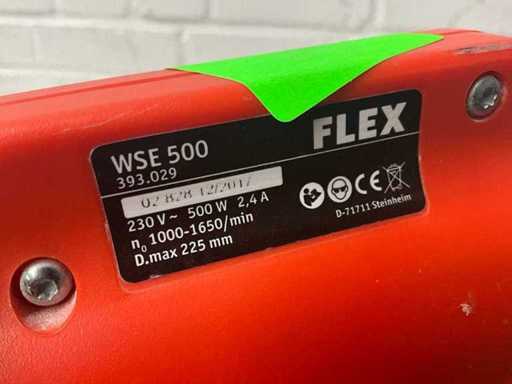 FLEX
WSE 500
393.029
02 828 12/2017
230 V ~ 500 W 2,4 A
n₀ 1000-1650/min
D.max 225 mm
CE
D-71711 Steinheim